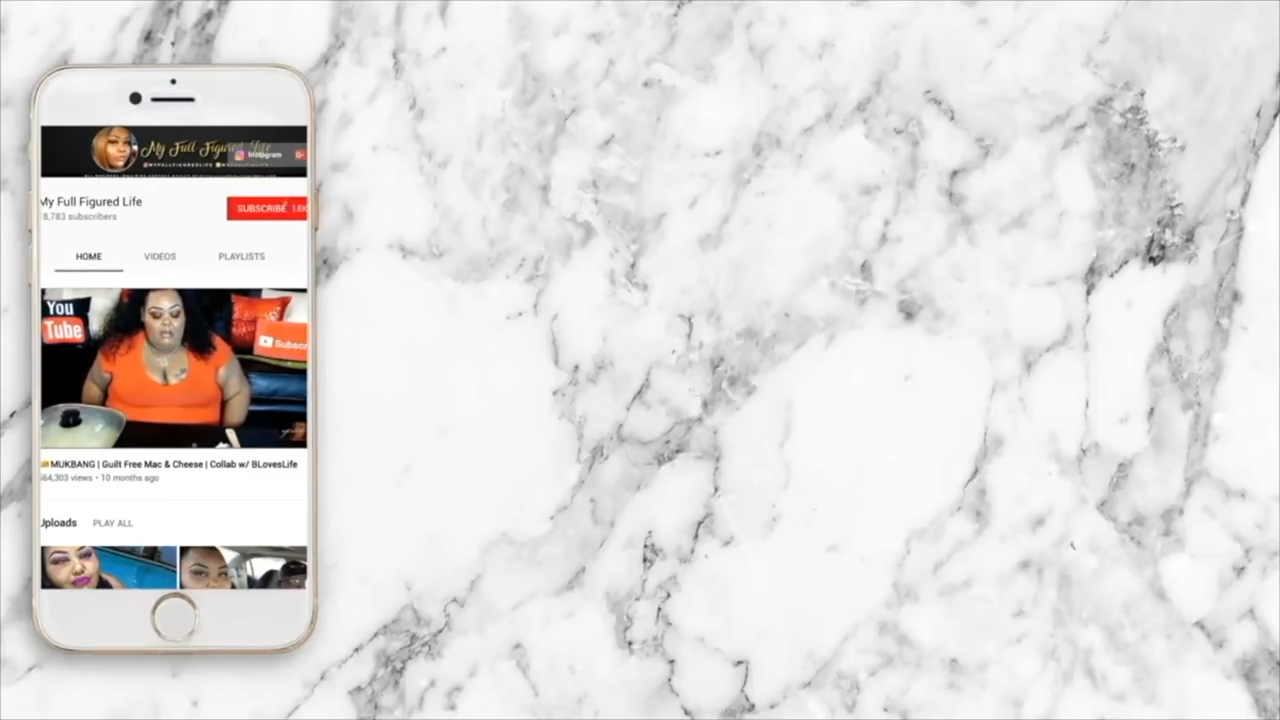 My Full Figured Life
Instagram
My Full Figured Life
8,783 subscribers
SUBSCRIBE 18K
HOME VIDEOS PLAYLISTS
You
Tube
Subscr
MUKBANG | Guilt Free Mac & Cheese | Collab w/ BLovesLife
64,303 views • 10 months ago
Uploads PLAY ALL